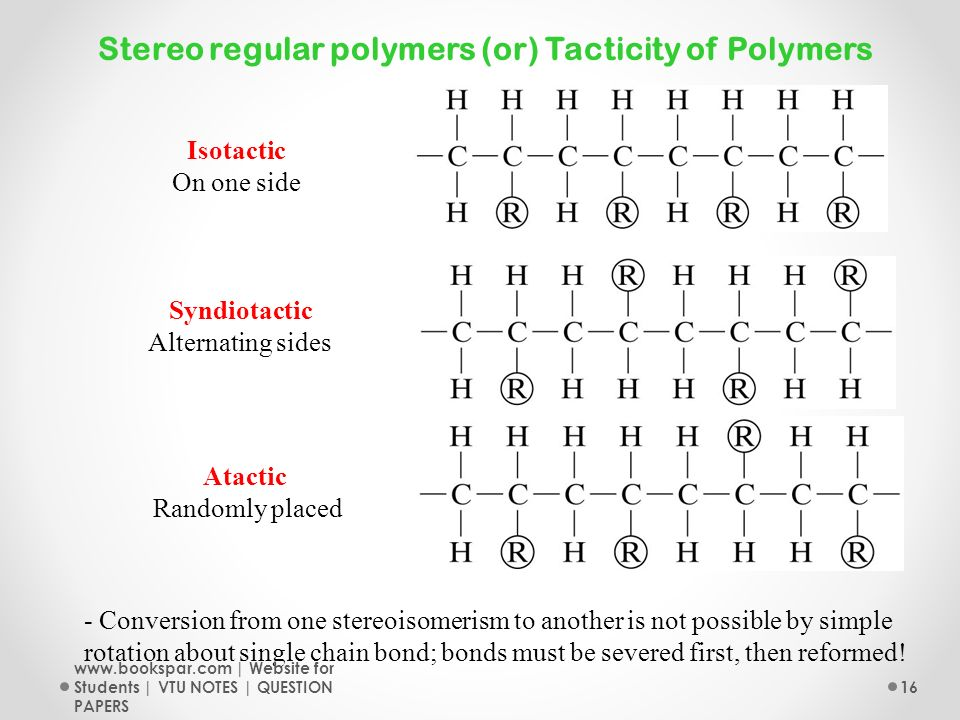 Stereo regular polymers (or) Tacticity of Polymers
Isotactic
On one side
H H H H H H H H
C C C C C C C C
H R H R H R H R
Syndiotactic
Alternating sides
H H H R H H H R
C C C C C C C C
H R H H H R H H
Atactic
Randomly placed
H H H H H R H H
C C C C C C C C
H R H R H H H R
- Conversion from one stereoisomerism to another is not possible by simple
rotation about single chain bond; bonds must be severed first, then reformed!
www.bookspar.com | Website for
Students | VTU NOTES | QUESTION
PAPERS
16